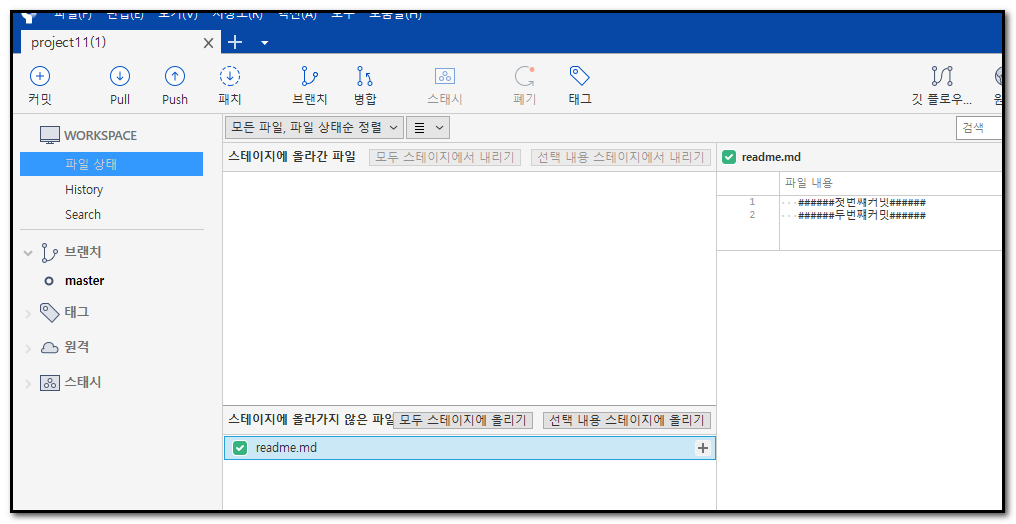 파일(F) 편집(E) 보기(V) 저장소(R) 액션(A) 도구 도움말(H)
project11(1)
커밋 Pull Push 패치 브랜치 병합 스태시 폐기 태그 깃 플로우...
WORKSPACE
파일 상태
History
Search
브랜치
master
태그
원격
스태시
모든 파일, 파일 상태순 정렬
검색
스테이지에 올라간 파일 모두 스테이지에서 내리기 선택 내용 스테이지에서 내리기
스테이지에 올라가지 않은 파일 모두 스테이지에 올리기 선택 내용 스테이지에 올리기
readme.md
readme.md
파일 내용
1 ######첫번째커밋######
2 ######두번째커밋######